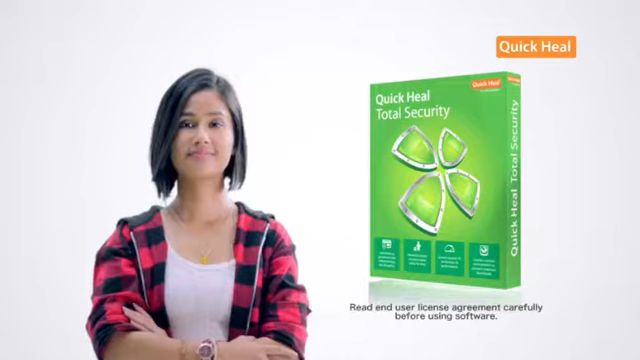 Quick Heal
Quick Heal
Quick Heal
Total Security
Quick Heal Total Security
Read end user license agreement carefully
before using software.